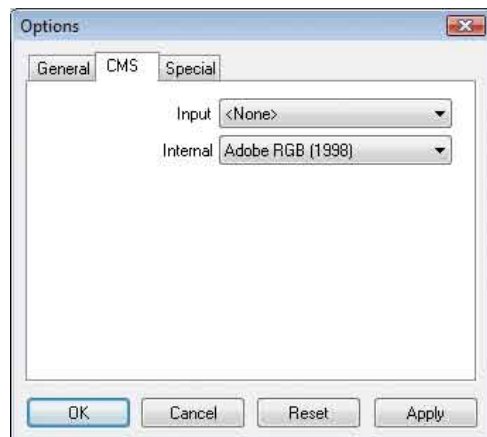 Options
General CMS Special
Input <None>
Internal Adobe RGB (1998)
OK Cancel Reset Apply